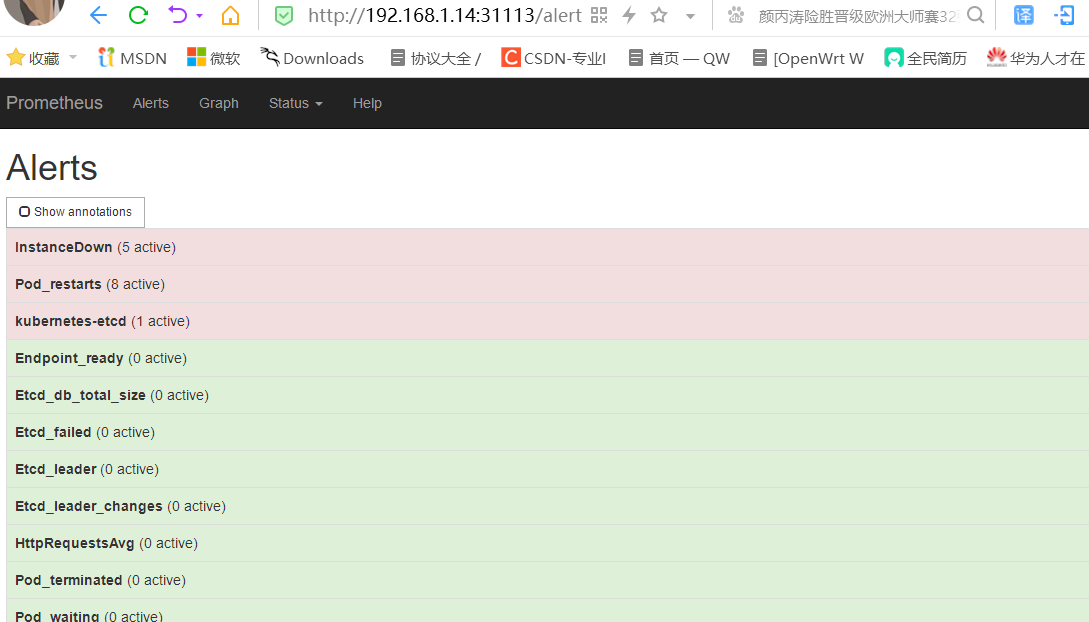 http://192.168.1.14:31113/alert 颜丙涛险胜晋级欧洲大师赛32 译
收藏 MSDN 微软 Downloads 协议大全 / CSDN-专业I 首页 — QW [OpenWrt W 全民简历 华为人才在
Prometheus Alerts Graph Status Help
Alerts
Show annotations
InstanceDown (5 active)
Pod_restarts (8 active)
kubernetes-etcd (1 active)
Endpoint_ready (0 active)
Etcd_db_total_size (0 active)
Etcd_failed (0 active)
Etcd_leader (0 active)
Etcd_leader_changes (0 active)
HttpRequestsAvg (0 active)
Pod_terminated (0 active)
Pod_waiting (0 active)